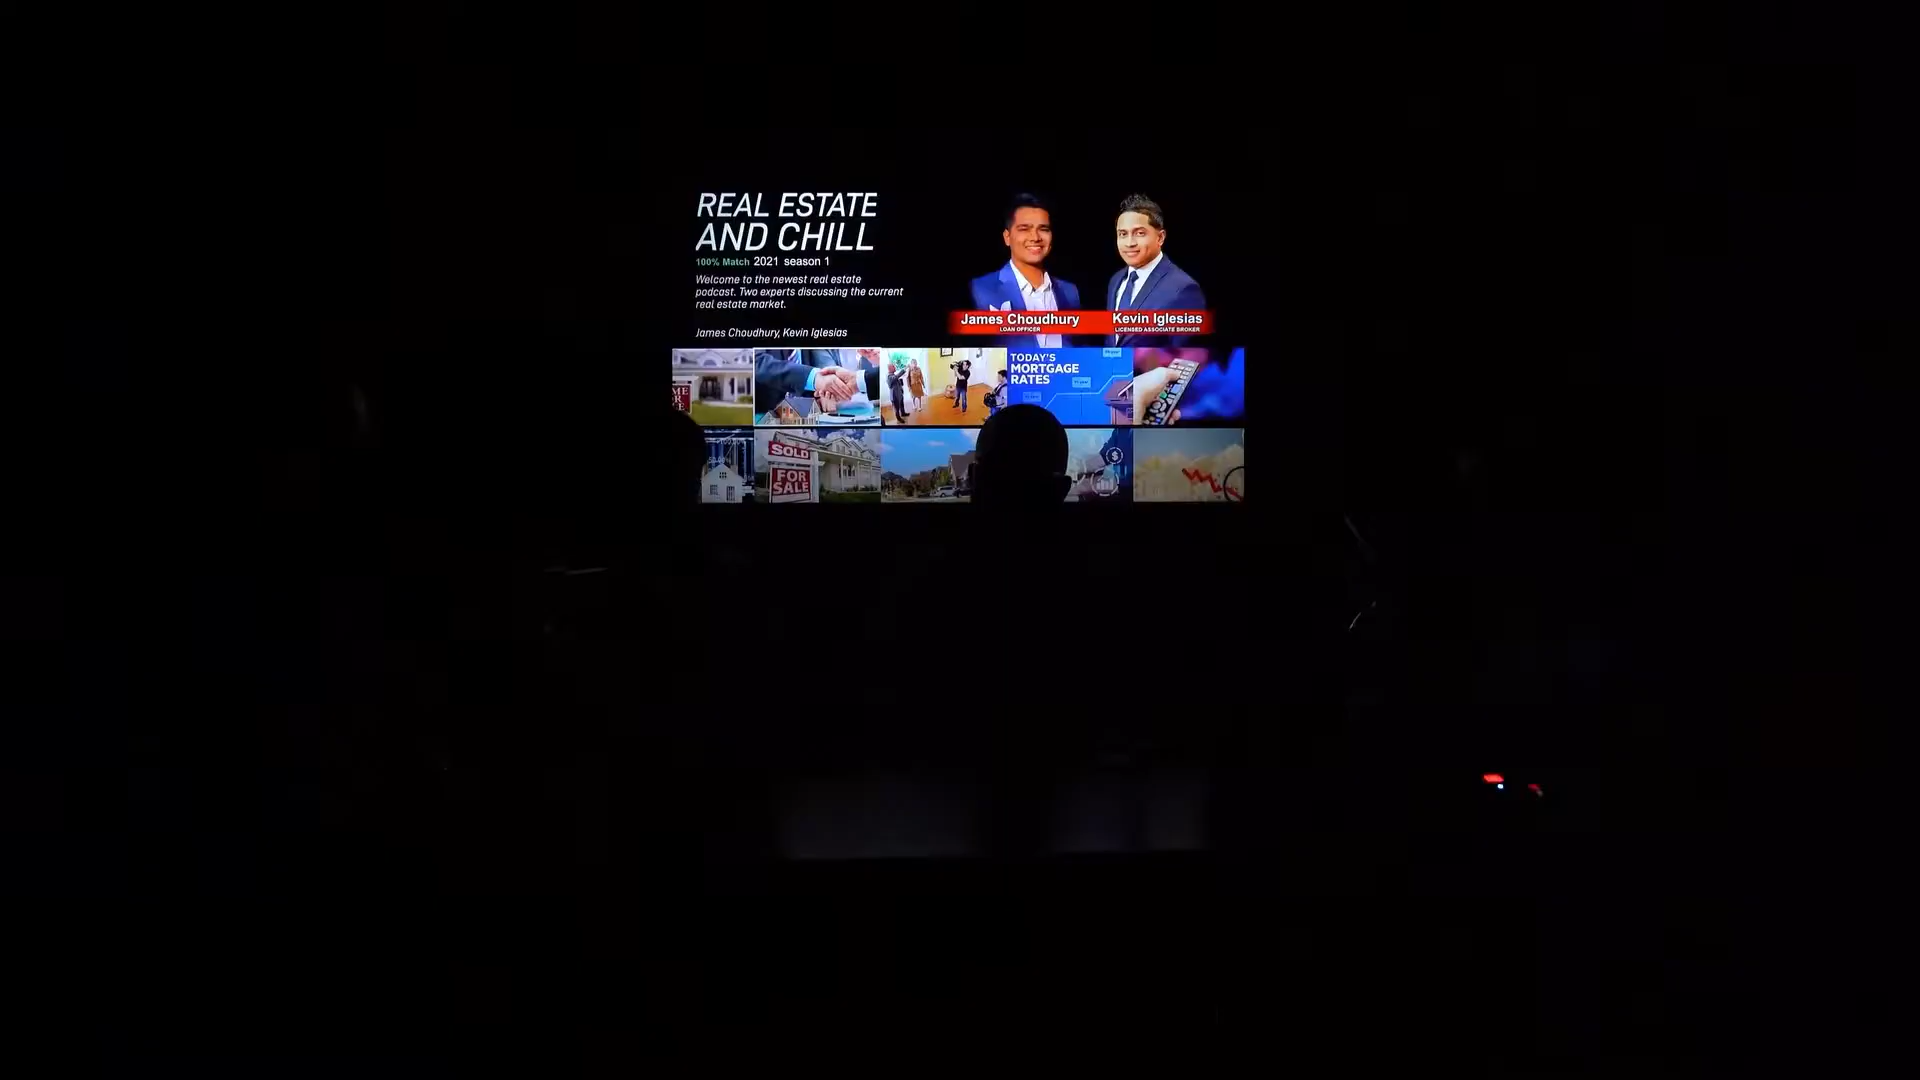 REAL ESTATE
AND CHILL
100% Match 2021 season 1
Welcome to the newest real estate
podcast. Two experts discussing the current
real estate market.
James Choudhury, Kevin Iglesias
James Choudhury
LOAN OFFICER
Kevin Iglesias
LICENSED ASSOCIATE BROKER
TODAY'S
MORTGAGE
RATES
SOLD
FOR
SALE